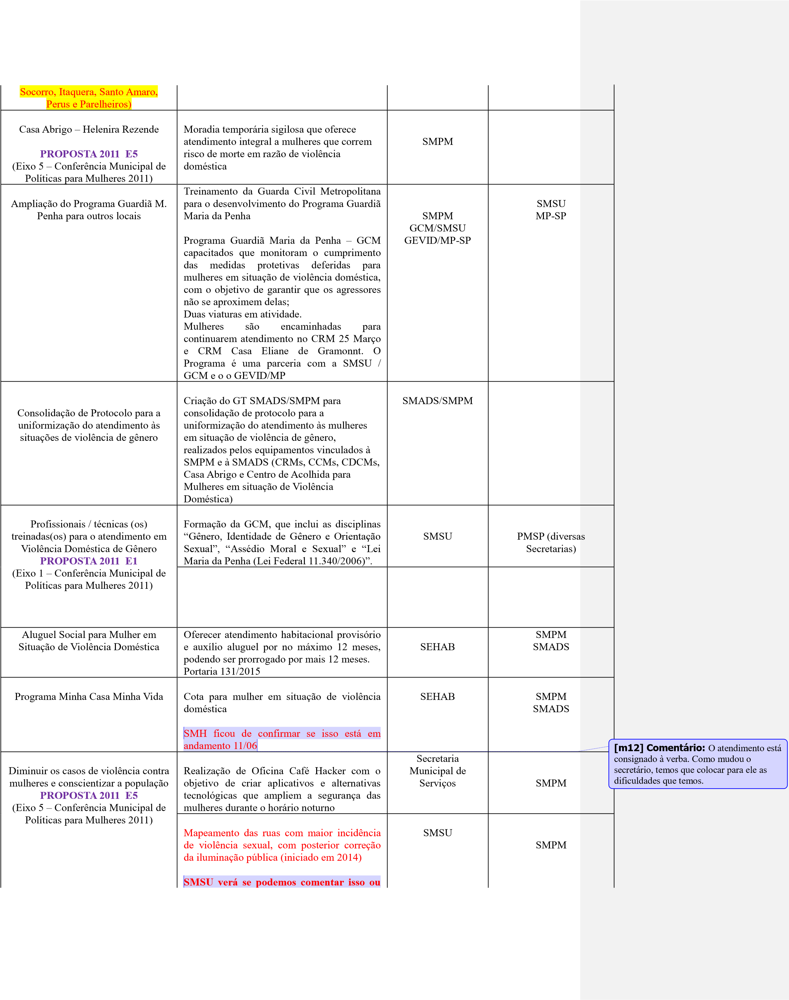 Socorro, Itaquera, Santo Amaro,
Perus e Parelheiros)
Casa Abrigo – Helenira Rezende
PROPOSTA 2011 E5
(Eixo 5 – Conferência Municipal de
Políticas para Mulheres 2011)
Moradia temporária sigilosa que oferece
atendimento integral a mulheres que correm
risco de morte em razão de violência
doméstica
SMPM
Ampliação do Programa Guardiã M.
Penha para outros locais
Treinamento da Guarda Civil Metropolitana
para o desenvolvimento do Programa Guardiã
Maria da Penha
Programa Guardiã Maria da Penha – GCM
capacitados que monitoram o cumprimento
das medidas protetivas deferidas para
mulheres em situação de violência doméstica,
com o objetivo de garantir que os agressores
não se aproximem delas;
Duas viaturas em atividade.
Mulheres são encaminhadas para
continuarem atendimento no CRM 25 Março
e CRM Casa Eliane de Gramonnt. O
Programa é uma parceria com a SMSU /
GCM e o o GEVID/MP
SMPM
GCM/SMSU
GEVID/MP-SP
SMSU
MP-SP
Consolidação de Protocolo para a
uniformização do atendimento às
situações de violência de gênero
Criação do GT SMADS/SMPM para
consolidação de protocolo para a
uniformização do atendimento às mulheres
em situação de violência de gênero,
realizados pelos equipamentos vinculados à
SMPM e à SMADS (CRMs, CCMs, CDCMs,
Casa Abrigo e Centro de Acolhida para
Mulheres em situação de Violência
Doméstica)
SMADS/SMPM
Profissionais / técnicas (os)
treinadas(os) para o atendimento em
Violência Doméstica de Gênero
PROPOSTA 2011 E1
(Eixo 1 – Conferência Municipal de
Políticas para Mulheres 2011)
Formação da GCM, que inclui as disciplinas
“Gênero, Identidade de Gênero e Orientação
Sexual”, “Assédio Moral e Sexual” e “Lei
Maria da Penha (Lei Federal 11.340/2006)”.
SMSU
PMSP (diversas
Secretarias)
Aluguel Social para Mulher em
Situação de Violência Doméstica
Oferecer atendimento habitacional provisório
e auxílio aluguel por no máximo 12 meses,
podendo ser prorrogado por mais 12 meses.
Portaria 131/2015
SEHAB
SMPM
SMADS
Programa Minha Casa Minha Vida
Cota para mulher em situação de violência
doméstica
SMH ficou de confirmar se isso está em
andamento 11/06
SEHAB
SMPM
SMADS
[m12] Comentário: O atendimento está
consignado à verba. Como mudou o
secretário, temos que colocar para ele as
dificuldades que temos.
Diminuir os casos de violência contra
mulheres e conscientizar a população
PROPOSTA 2011 E5
(Eixo 5 – Conferência Municipal de
Políticas para Mulheres 2011)
Realização de Oficina Café Hacker com o
objetivo de criar aplicativos e alternativas
tecnológicas que ampliem a segurança das
mulheres durante o horário noturno
Secretaria
Municipal de
Serviços
SMPM
Mapeamento das ruas com maior incidência
de violência sexual, com posterior correção
da iluminação pública (iniciado em 2014)
SMSU verá se podemos comentar isso ou
SMSU
SMPM